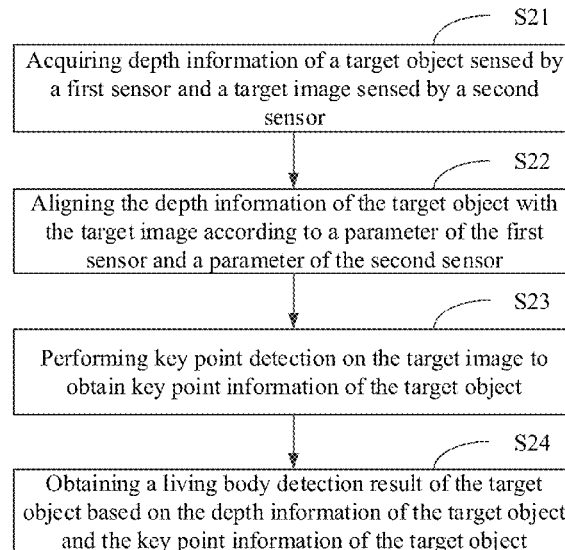 S21
Acquiring depth information of a target object sensed by
a first sensor and a target image sensed by a second
sensor
S22
Aligning the depth information of the target object with
the target image according to a parameter of the first
sensor and a parameter of the second sensor
S23
Performing key point detection on the target image to
obtain key point information of the target object
S24
Obtaining a living body detection result of the target
object based on the depth information of the target object
and the key point information of the target object